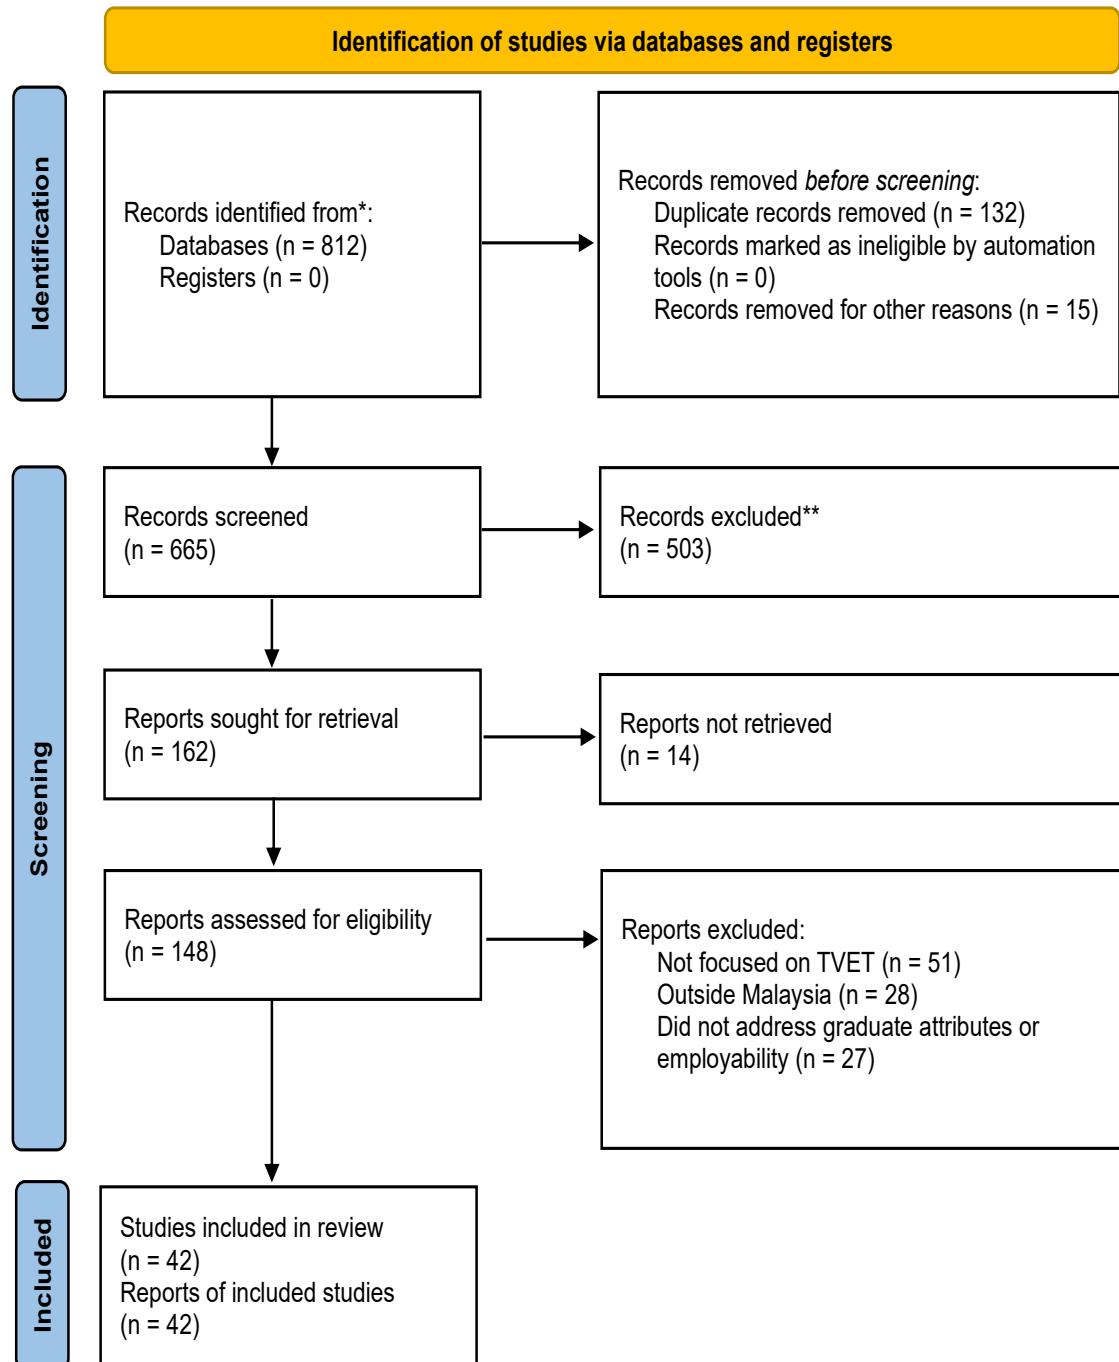 Identification of studies via databases and registers
Identification
Records identified from*:
Databases (n = 812)
Registers (n = 0)
Records removed before screening:
Duplicate records removed (n = 132)
Records marked as ineligible by automation
tools (n = 0)
Records removed for other reasons (n = 15)
Screening
Records screened
(n = 665)
Records excluded**
(n = 503)
Reports sought for retrieval
(n = 162)
Reports not retrieved
(n = 14)
Reports assessed for eligibility
(n = 148)
Reports excluded:
Not focused on TVET (n = 51)
Outside Malaysia (n = 28)
Did not address graduate attributes or
employability (n = 27)
Included
Studies included in review
(n = 42)
Reports of included studies
(n = 42)